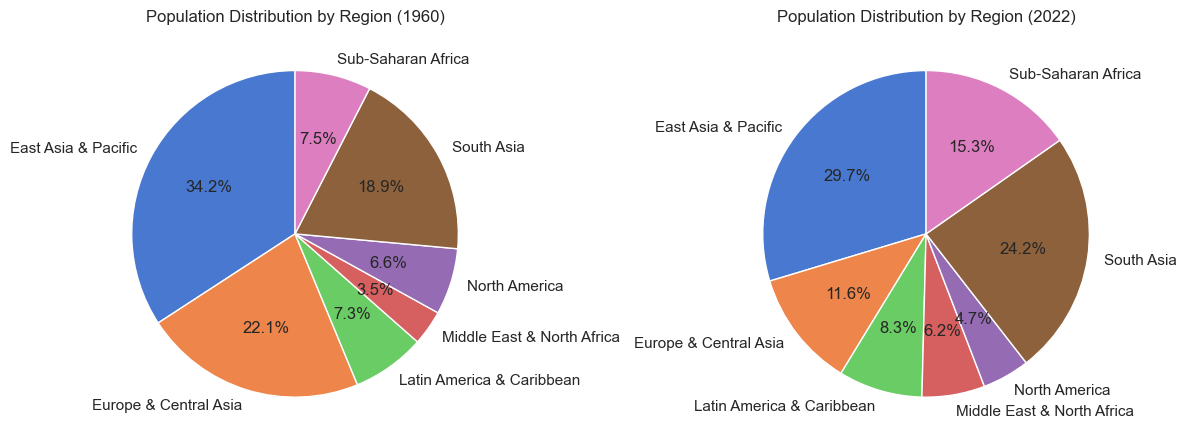 Population Distribution by Region (1960)
Sub-Saharan Africa
7.5%
South Asia
18.9%
East Asia & Pacific
34.2%
North America
6.6%
Middle East & North Africa
3.5%
Latin America & Caribbean
7.3%
Europe & Central Asia
22.1%
Population Distribution by Region (2022)
Sub-Saharan Africa
15.3%
East Asia & Pacific
29.7%
South Asia
24.2%
Europe & Central Asia
11.6%
Latin America & Caribbean
8.3%
Middle East & North Africa
6.2%
North America
4.7%